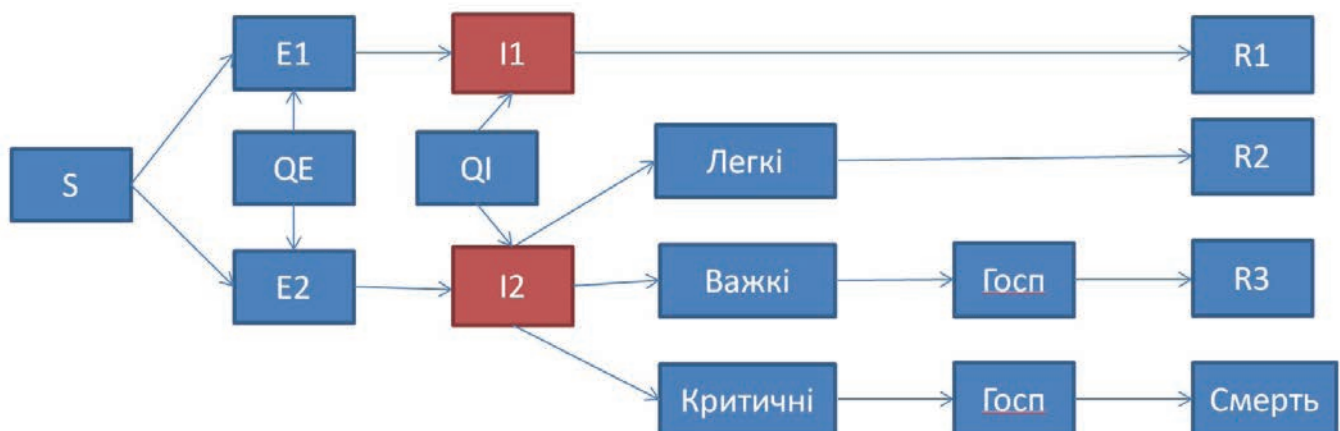 E1
I1
R1
S
QE
QI
Легкі
R2
E2
I2
Важкі
Госп
R3
Критичні
Госп
Смерть